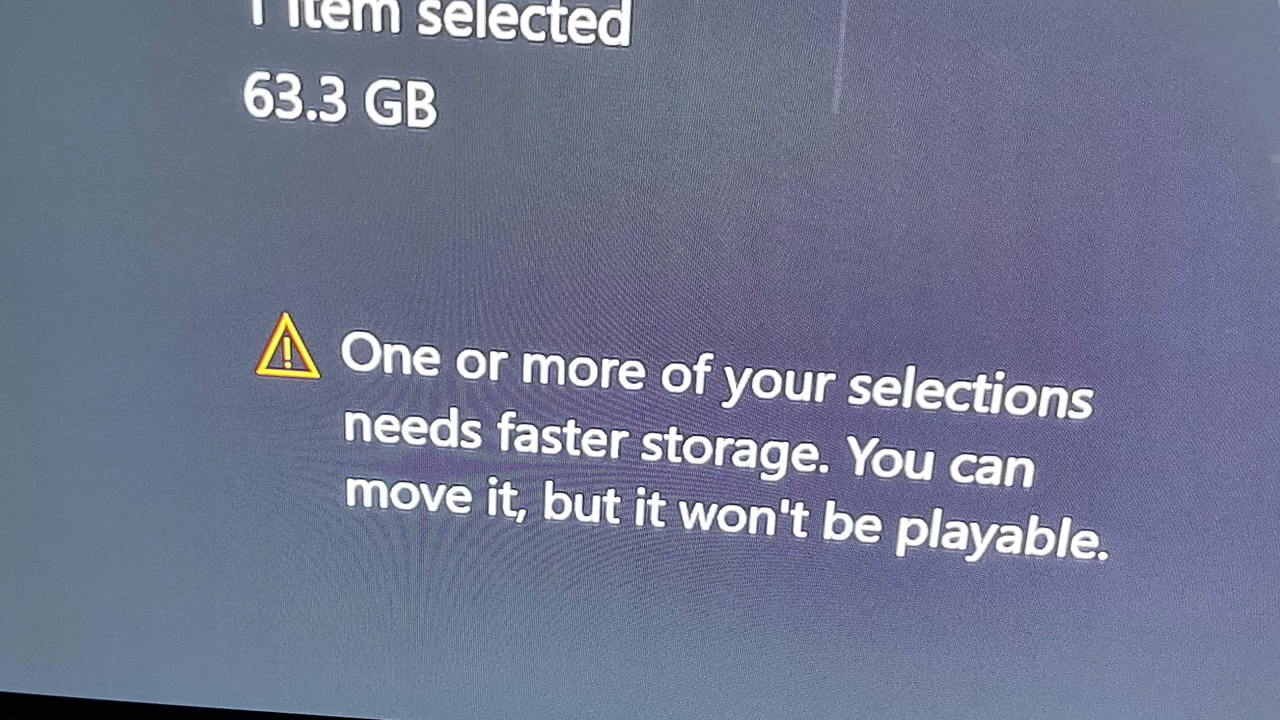 1 item selected
63.3 GB
One or more of your selections
needs faster storage. You can
move it, but it won't be playable.